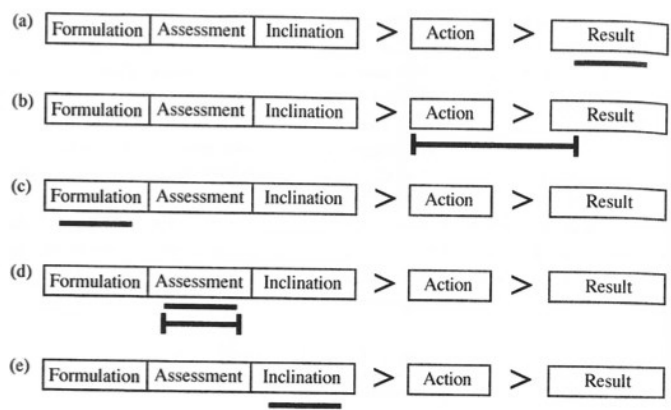 (a) Formulation Assessment Inclination > Action > Result
(b) Formulation Assessment Inclination > Action > Result
(c) Formulation Assessment Inclination > Action > Result
(d) Formulation Assessment Inclination > Action > Result
(e) Formulation Assessment Inclination > Action > Result